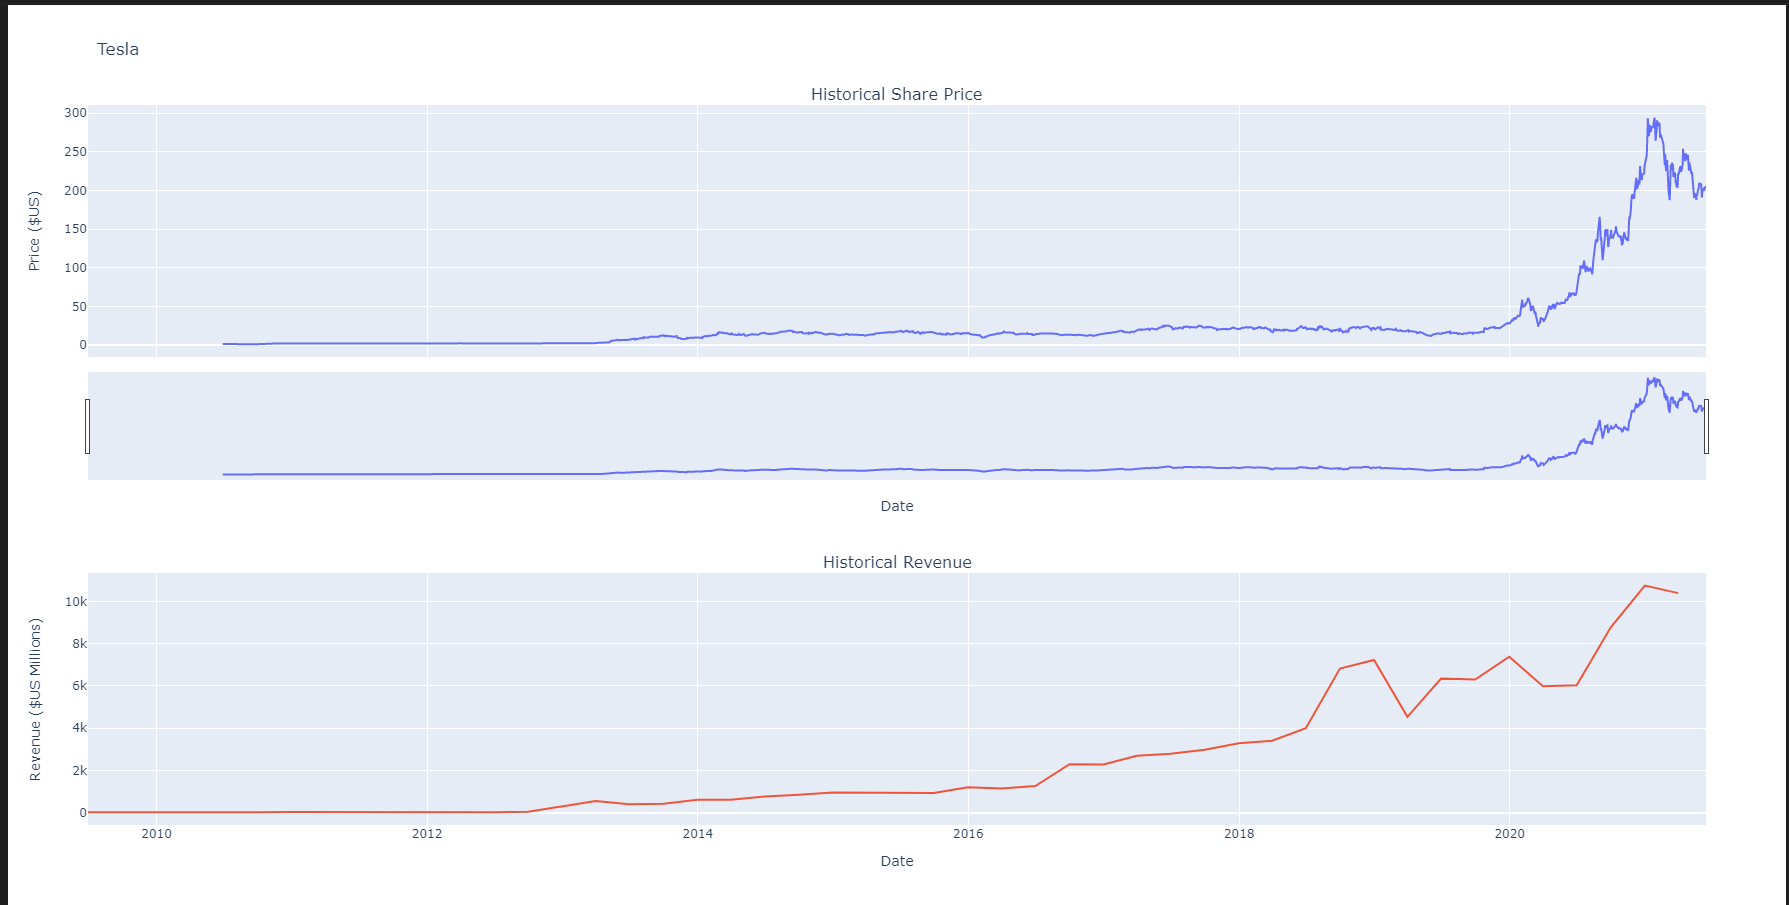 Tesla
Historical Share Price
300
250
200
150
100
50
0
Price ($US)
Date
Historical Revenue
10k
8k
6k
4k
2k
0
Revenue ($US Millions)
2010 2012 2014 2016 2018 2020
Date